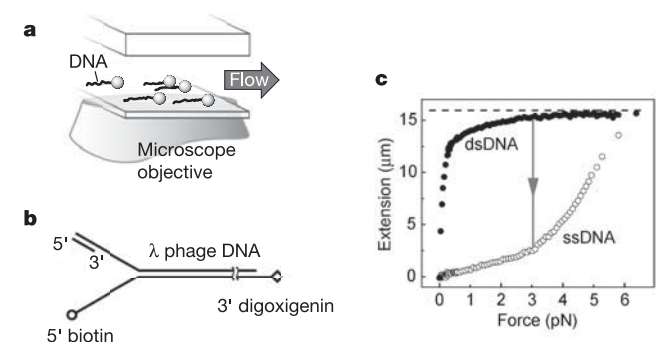 a
DNA
Flow
Microscope
objective
b
5'
3'
λ phage DNA
3' digoxigenin
5' biotin
c
Extension (μm)
15
10
5
0
dsDNA
ssDNA
0 1 2 3 4 5 6
Force (pN)